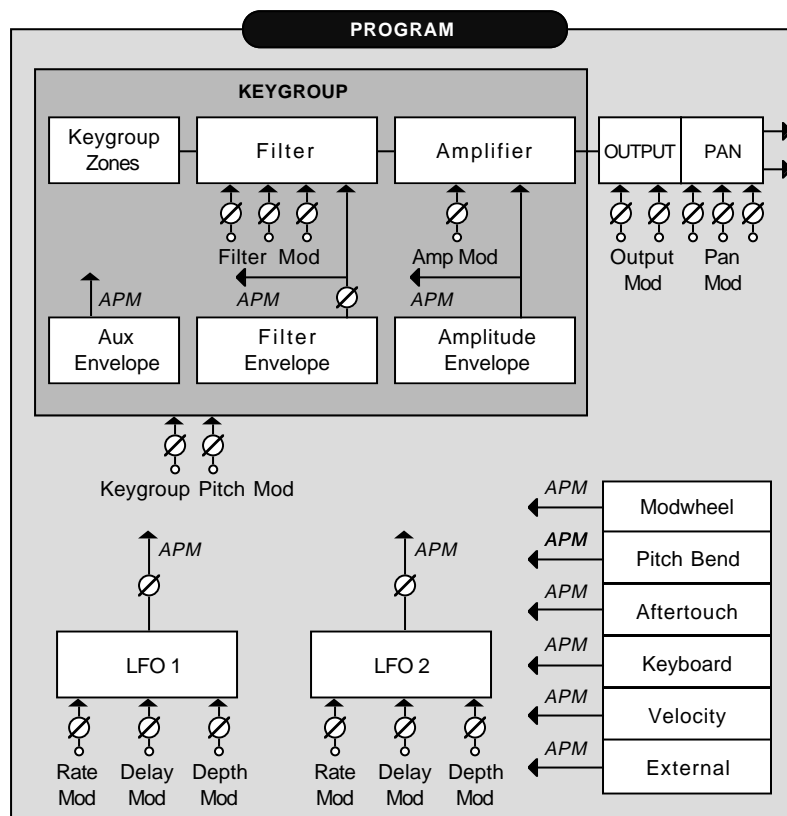 PROGRAM
KEYGROUP
Keygroup
Zones
Filter
Amplifier
OUTPUT
PAN
Filter Mod
Amp Mod
Output
Mod
Pan
Mod
APM
APM
APM
Aux
Envelope
Filter
Envelope
Amplitude
Envelope
Keygroup Pitch Mod
APM
APM
APM
Modwheel
APM
Pitch Bend
APM
Aftertouch
APM
Keyboard
APM
Velocity
APM
External
LFO 1
LFO 2
Rate
Mod
Delay
Mod
Depth
Mod
Rate
Mod
Delay
Mod
Depth
Mod